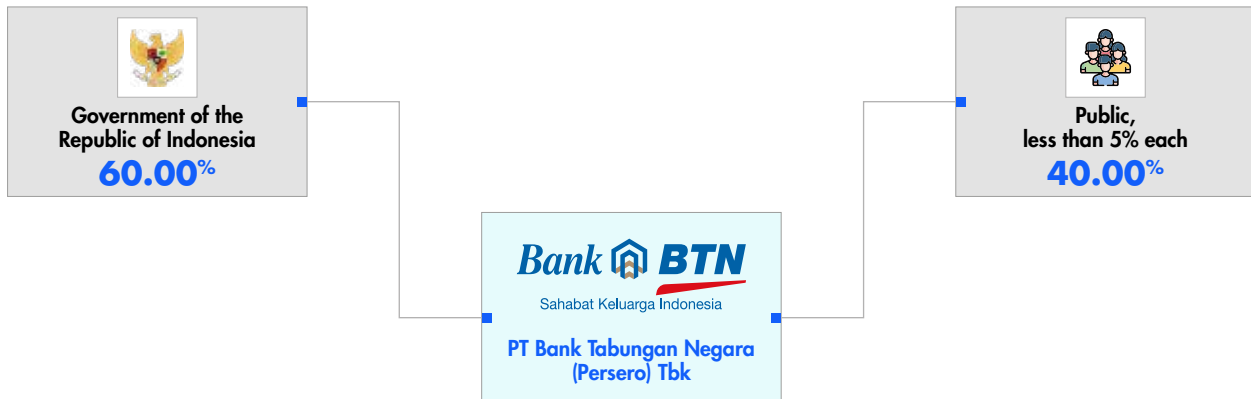 Government of the
Republic of Indonesia
60.00%
Public,
less than 5% each
40.00%
Bank BTN
Sahabat Keluarga Indonesia
PT Bank Tabungan Negara
(Persero) Tbk